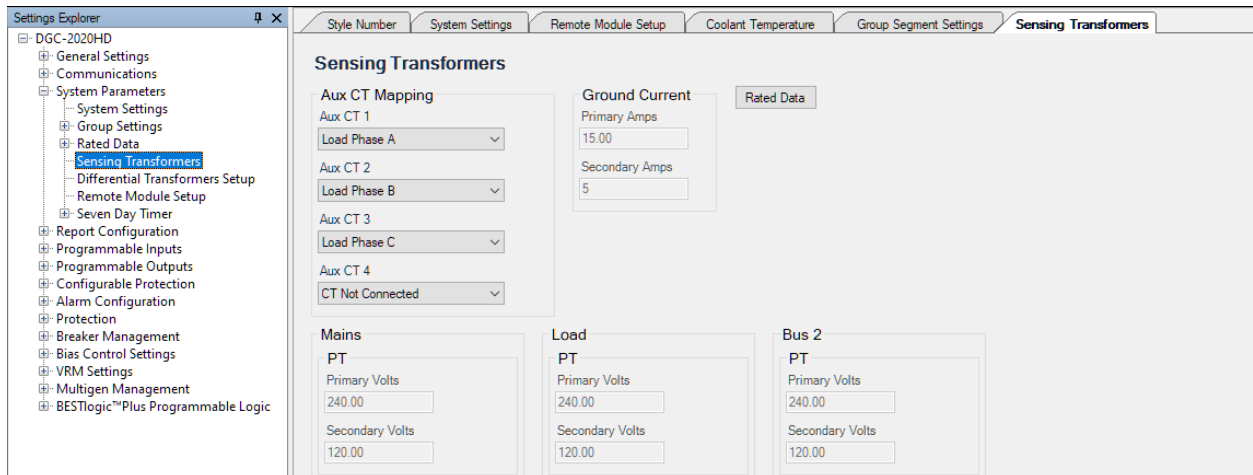 Settings Explorer
DGC-2020HD
General Settings
Communications
System Parameters
System Settings
Group Settings
Rated Data
Sensing Transformers
Differential Transformers Setup
Remote Module Setup
Seven Day Timer
Report Configuration
Programmable Inputs
Programmable Outputs
Configurable Protection
Alarm Configuration
Protection
Breaker Management
Bias Control Settings
VRM Settings
Multigen Management
BESTlogic™Plus Programmable Logic
Style Number System Settings Remote Module Setup Coolant Temperature Group Segment Settings Sensing Transformers
Sensing Transformers
Aux CT Mapping
Aux CT 1
Load Phase A
Aux CT 2
Load Phase B
Aux CT 3
Load Phase C
Aux CT 4
CT Not Connected
Ground Current
Primary Amps
15.00
Secondary Amps
5
Rated Data
Mains
PT
Primary Volts
240.00
Secondary Volts
120.00
Load
PT
Primary Volts
240.00
Secondary Volts
120.00
Bus 2
PT
Primary Volts
240.00
Secondary Volts
120.00